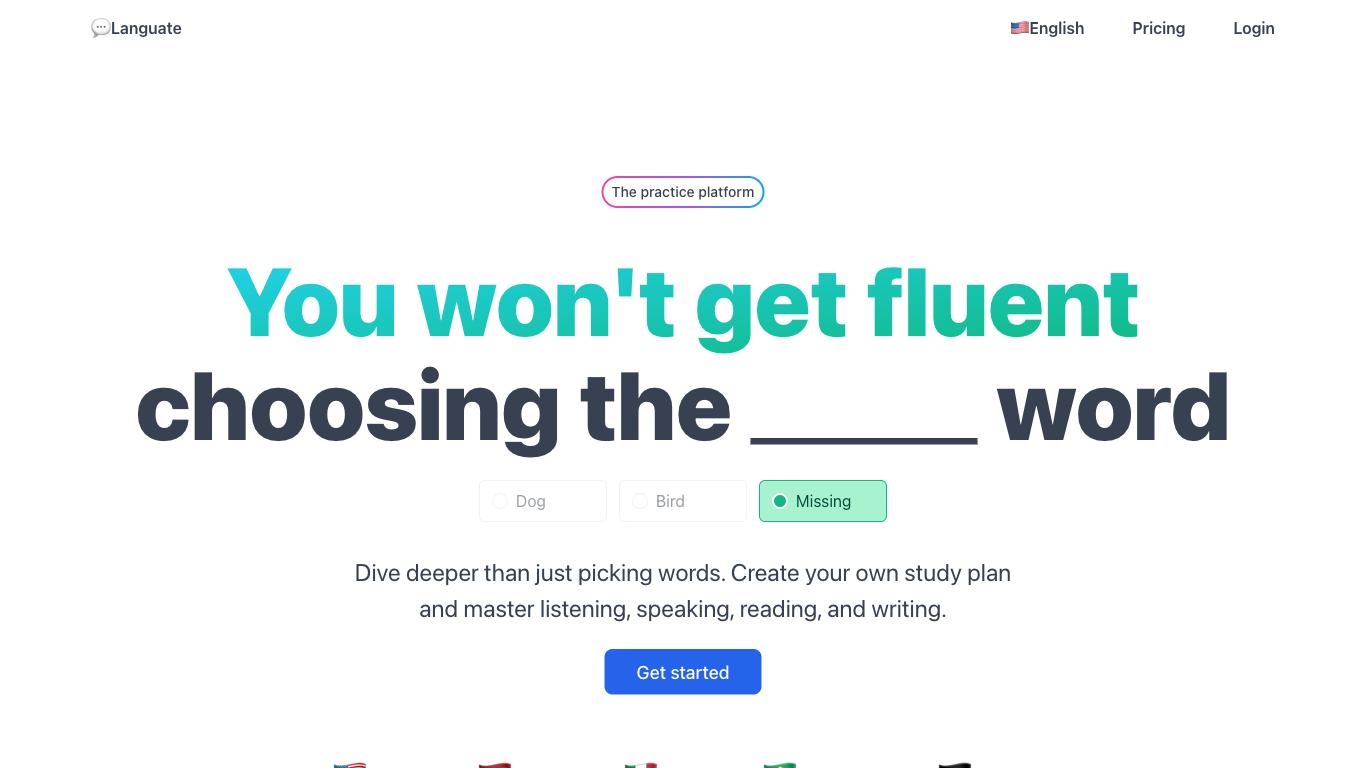 Languate
English
Pricing
Login
The practice platform
You won't get fluent
choosing the ______ word
Dog
Bird
Missing
Dive deeper than just picking words. Create your own study plan
and master listening, speaking, reading, and writing.
Get started